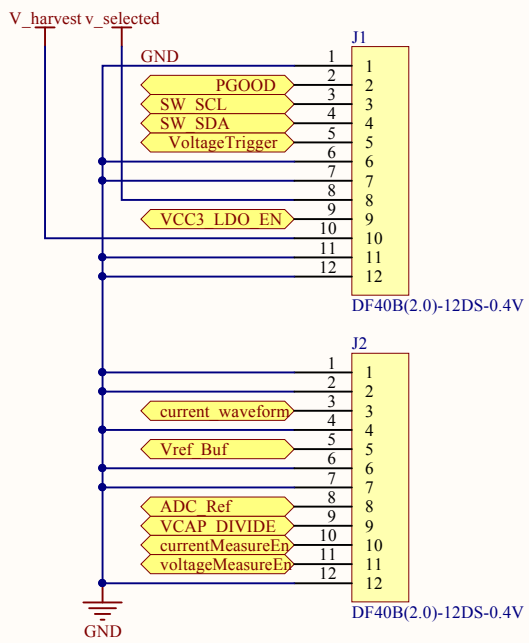 V_harvest v_selected
J1
GND 1 1
PGOOD 2 2
SW_SCL 3 3
SW_SDA 4 4
VoltageTrigger 5 5
6 6
7 7
8 8
VCC3_LDO_EN 9 9
10 10
11 11
12 12
DF40B(2.0)-12DS-0.4V
J2
1 1
2 2
current_waveform 3 3
4 4
Vref_Buf 5 5
6 6
7 7
ADC_Ref 8 8
VCAP_DIVIDE 9 9
currentMeasureEn 10 10
voltageMeasureEn 11 11
12 12
DF40B(2.0)-12DS-0.4V
GND